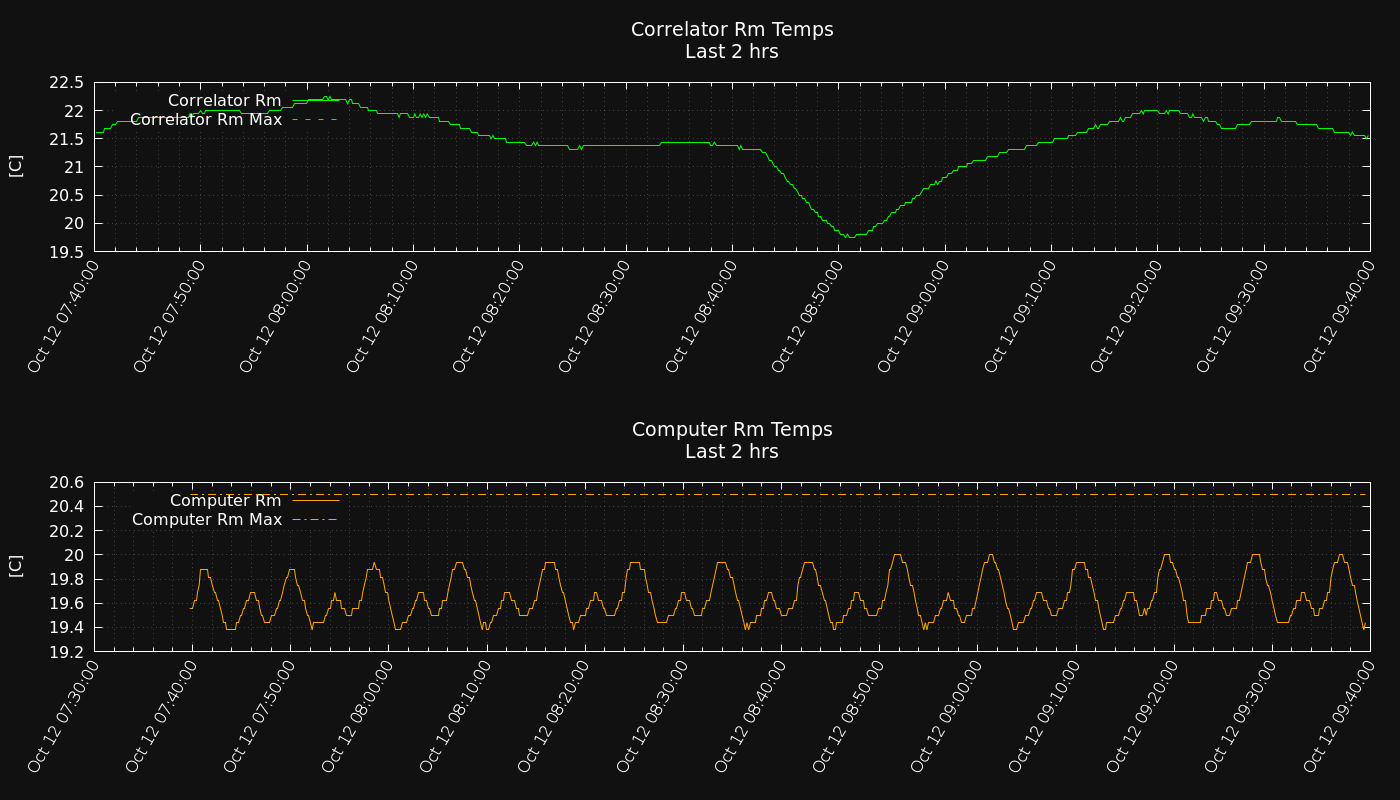 Correlator Rm Temps
Last 2 hrs
22.5
22
21.5
21
20.5
20
19.5
[C]
Correlator Rm
Correlator Rm Max
Oct 12 07:40:00
Oct 12 07:50:00
Oct 12 08:00:00
Oct 12 08:10:00
Oct 12 08:20:00
Oct 12 08:30:00
Oct 12 08:40:00
Oct 12 08:50:00
Oct 12 09:00:00
Oct 12 09:10:00
Oct 12 09:20:00
Oct 12 09:30:00
Oct 12 09:40:00
Computer Rm Temps
Last 2 hrs
20.6
20.4
20.2
20
19.8
19.6
19.4
19.2
[C]
Computer Rm
Computer Rm Max
Oct 12 07:30:00
Oct 12 07:40:00
Oct 12 07:50:00
Oct 12 08:00:00
Oct 12 08:10:00
Oct 12 08:20:00
Oct 12 08:30:00
Oct 12 08:40:00
Oct 12 08:50:00
Oct 12 09:00:00
Oct 12 09:10:00
Oct 12 09:20:00
Oct 12 09:30:00
Oct 12 09:40:00